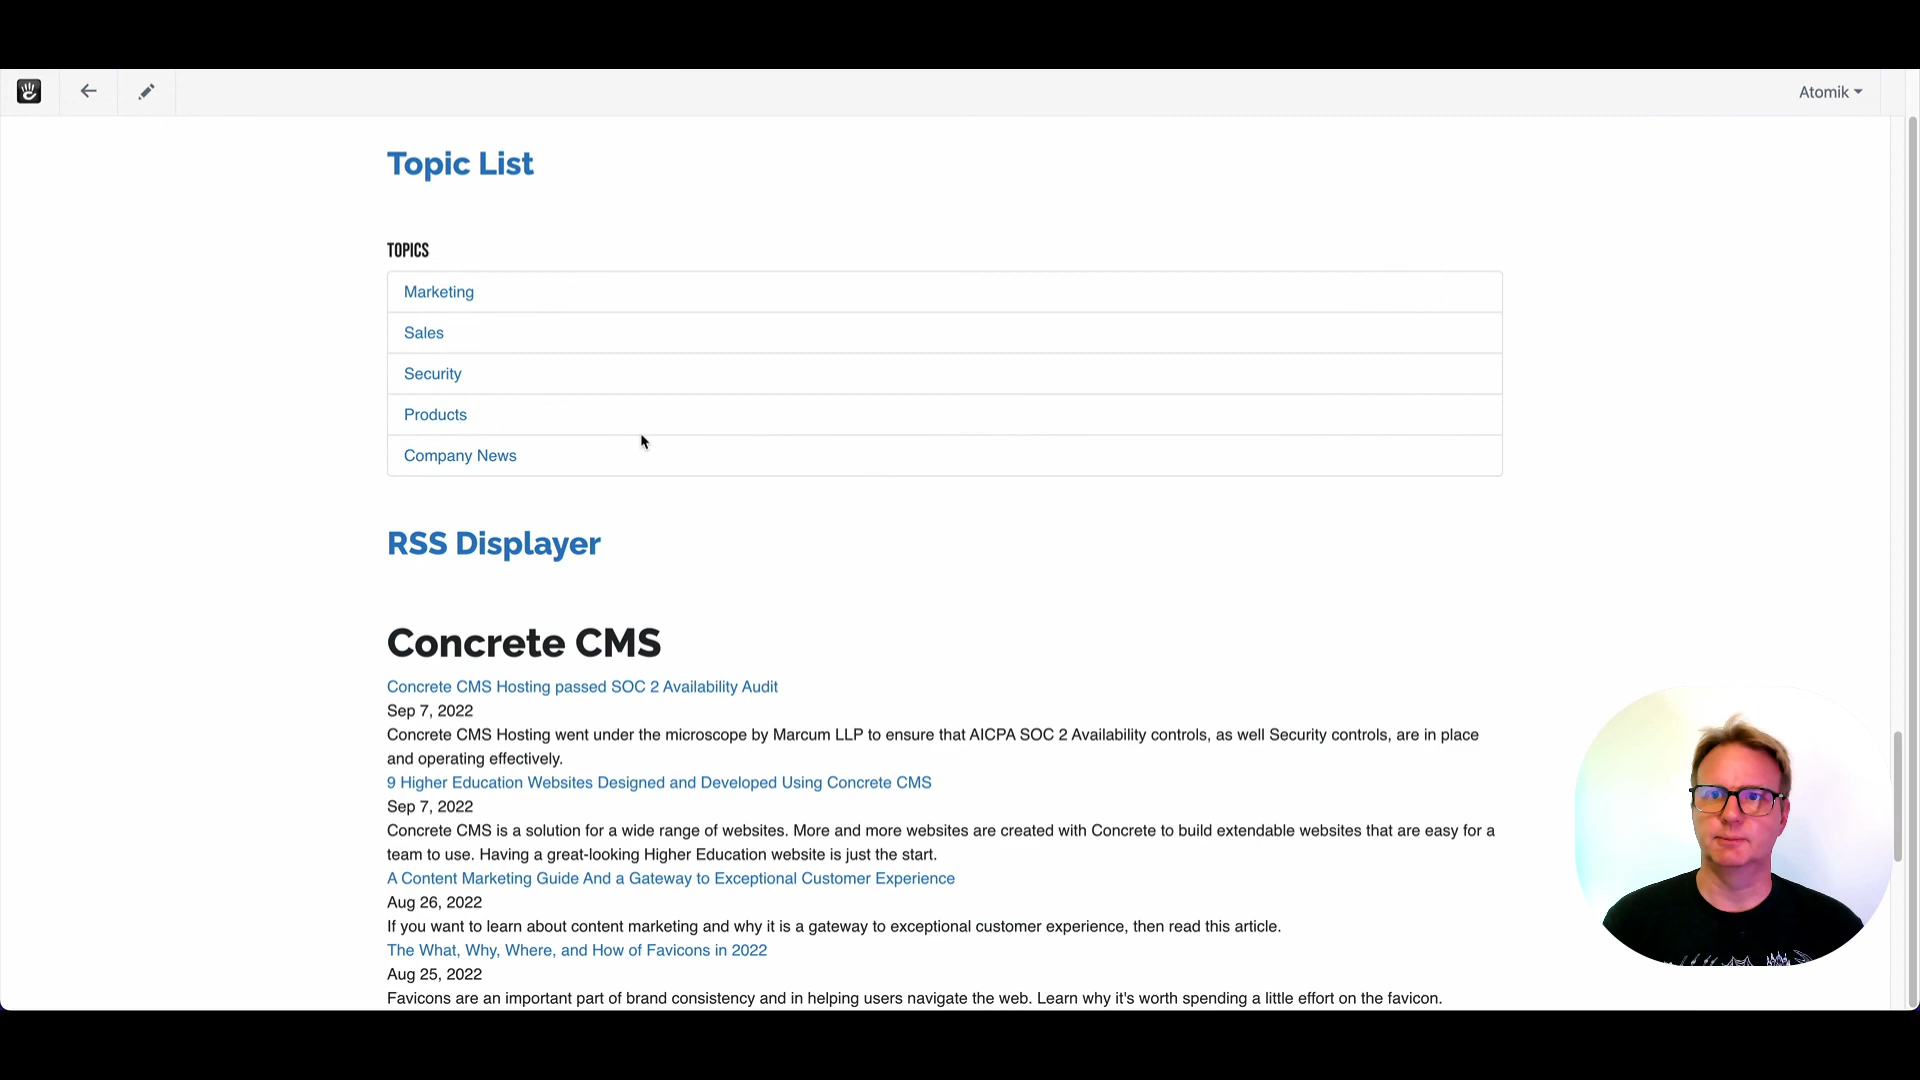 Atomik
Topic List
TOPICS
Marketing
Sales
Security
Products
Company News
RSS Displayer
Concrete CMS
Concrete CMS Hosting passed SOC 2 Availability Audit
Sep 7, 2022
Concrete CMS Hosting went under the microscope by Marcum LLP to ensure that AICPA SOC 2 Availability controls, as well Security controls, are in place
and operating effectively.
9 Higher Education Websites Designed and Developed Using Concrete CMS
Sep 7, 2022
Concrete CMS is a solution for a wide range of websites. More and more websites are created with Concrete to build extendable websites that are easy for a
team to use. Having a great-looking Higher Education website is just the start.
A Content Marketing Guide And a Gateway to Exceptional Customer Experience
Aug 26, 2022
If you want to learn about content marketing and why it is a gateway to exceptional customer experience, then read this article.
The What, Why, Where, and How of Favicons in 2022
Aug 25, 2022
Favicons are an important part of brand consistency and in helping users navigate the web. Learn why it's worth spending a little effort on the favicon.